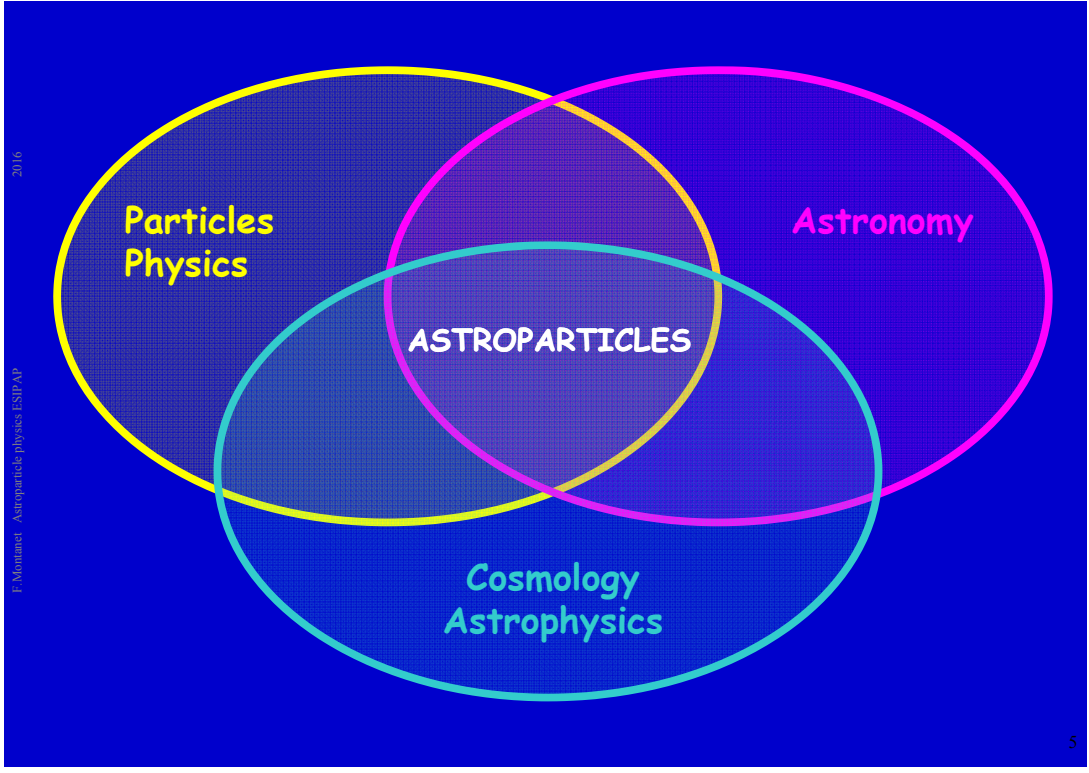 Particles
Physics
Astronomy
ASTROPARTICLES
Cosmology
Astrophysics
F.Montanet Astroparticle physics ESIPAP 2016
5